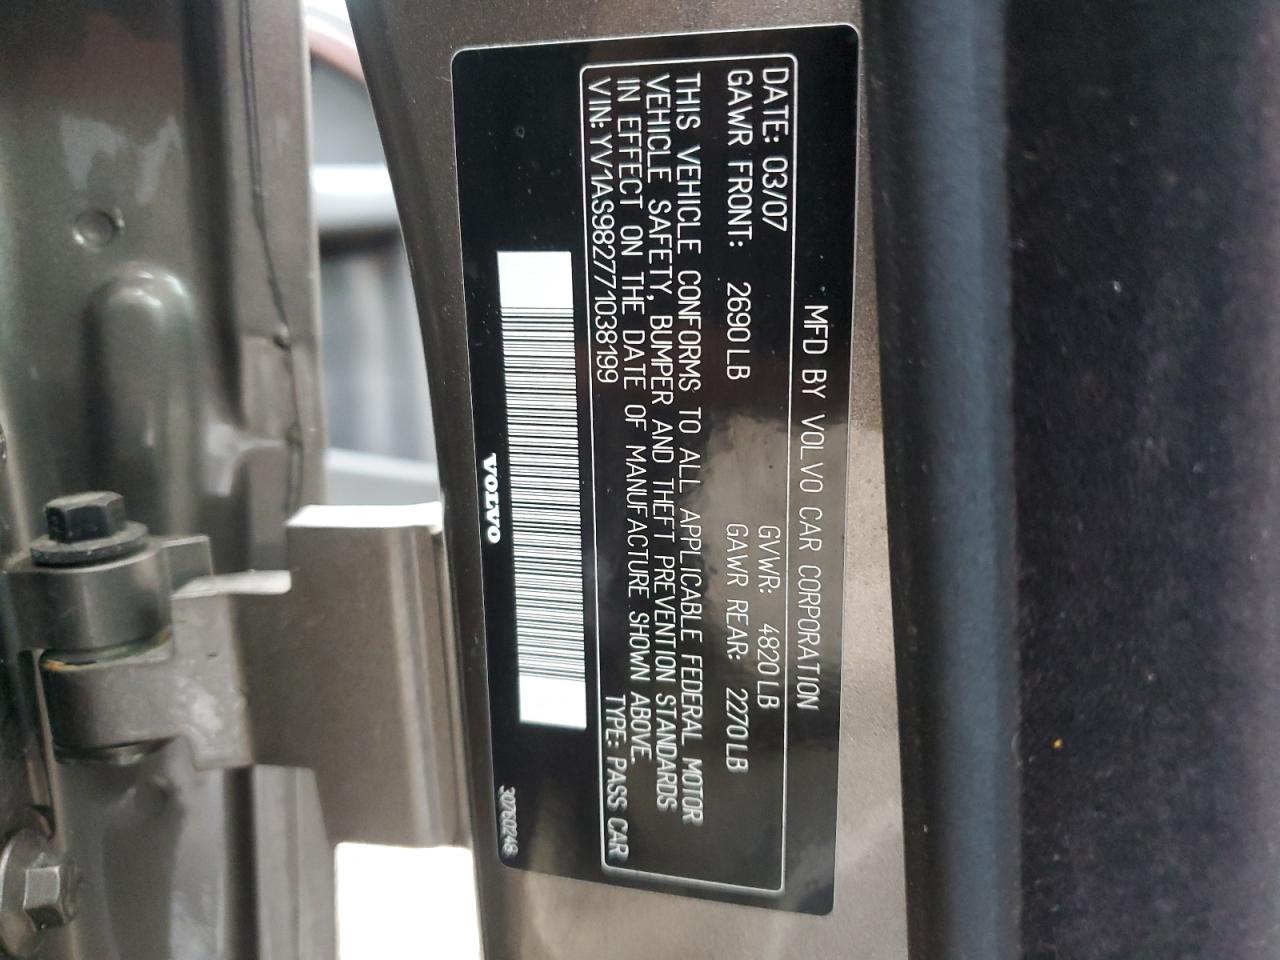 MFD BY VOLVO CAR CORPORATION
DATE: 03/07 GVWR: 4820 LB
GAWR FRONT: 2690 LB GAWR REAR: 2270 LB
THIS VEHICLE CONFORMS TO ALL APPLICABLE FEDERAL MOTOR
VEHICLE SAFETY, BUMPER AND THEFT PREVENTION STANDARDS
IN EFFECT ON THE DATE OF MANUFACTURE SHOWN ABOVE.
VIN: YV1AS982771038199 TYPE: PASS CAR
VOLVO
30760248